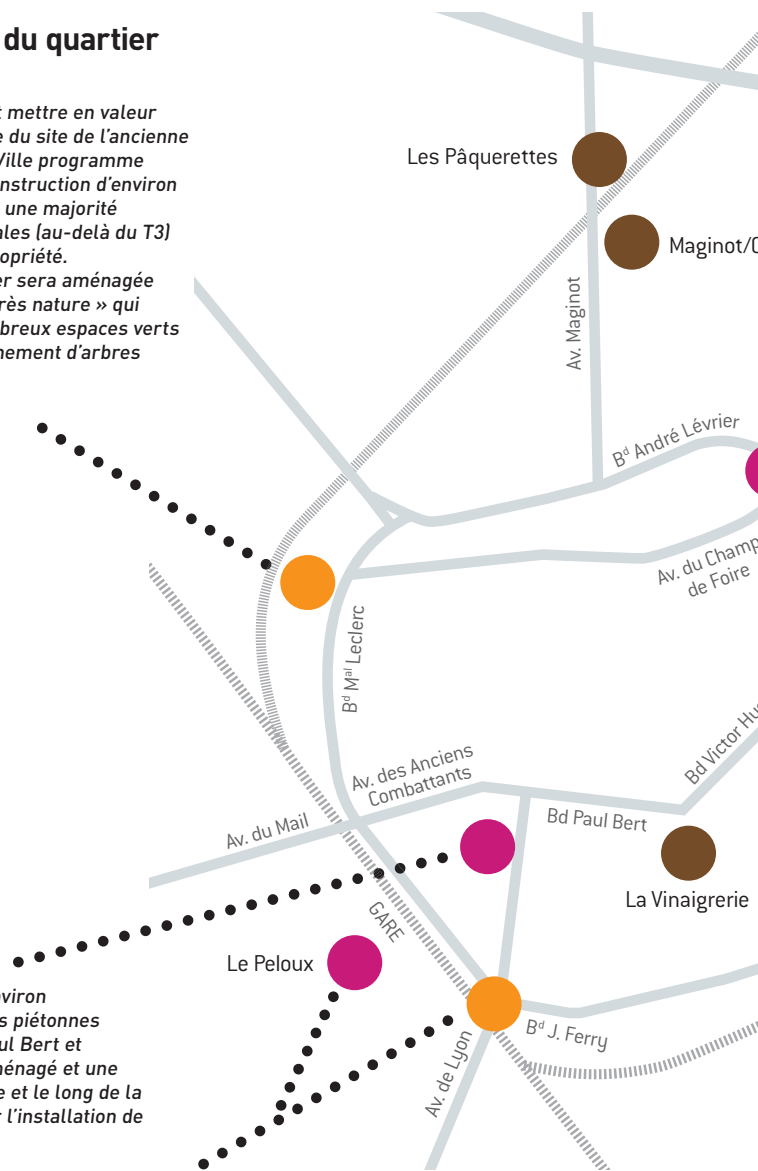 du quartier
mettre en valeur
du site de l'ancienne
Ville programme
nstruction d'environ
une majorité
ales (au-delà du T3)
opriété.
er sera aménagée
rès nature » qui
breux espaces verts
nement d'arbres
Les Pâquerettes
Maginot/
Av. Maginot
Bd André Lévrier
Av. du Champ
de Foire
Bd Mal Leclerc
Bd Victor Hu
Av. des Anciens
Combattants
Av. du Mail
Bd Paul Bert
La Vinaigrerie
GARE
Le Peloux
Bd J. Ferry
Av. de Lyon
viron
s piétonnes
ul Bert et
énagé et une
e et le long de la
l'installation de